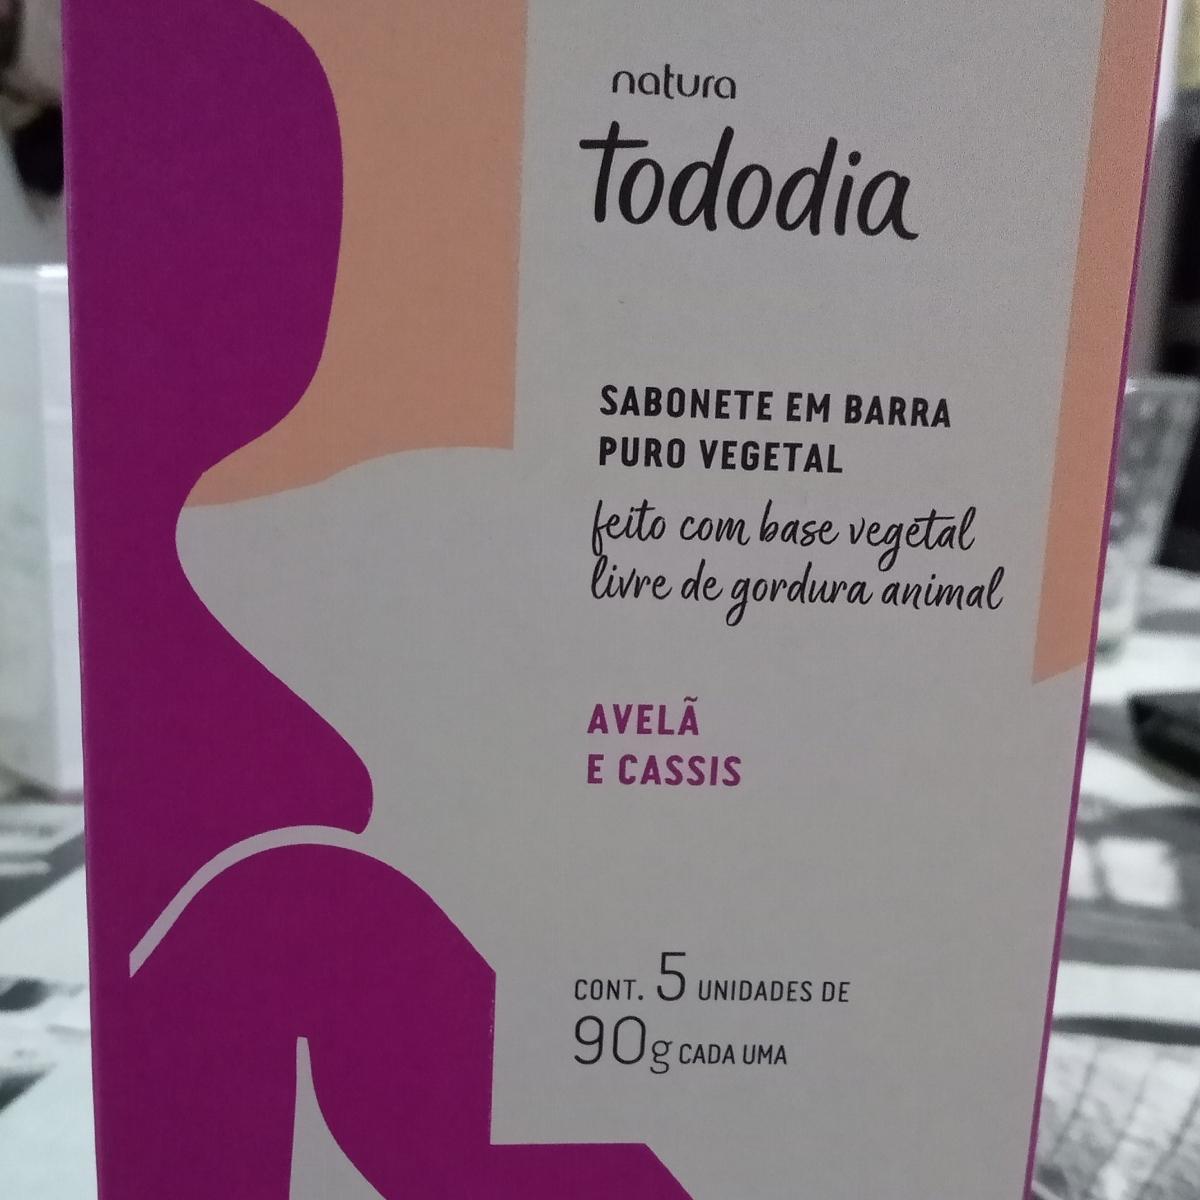 natura
tododia
SABONETE EM BARRA
PURO VEGETAL
feito com base vegetal
livre de gordura animal
AVELÃ
E CASSIS
CONT. 5 UNIDADES DE
90g CADA UMA